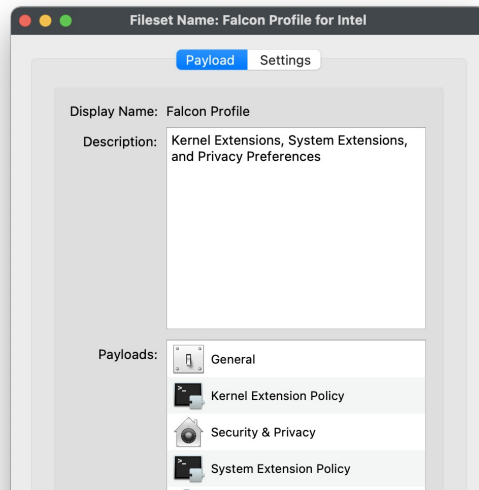 Fileset Name: Falcon Profile for Intel
Payload Settings
Display Name: Falcon Profile
Description: Kernel Extensions, System Extensions,
and Privacy Preferences
Payloads: General
Kernel Extension Policy
Security & Privacy
System Extension Policy